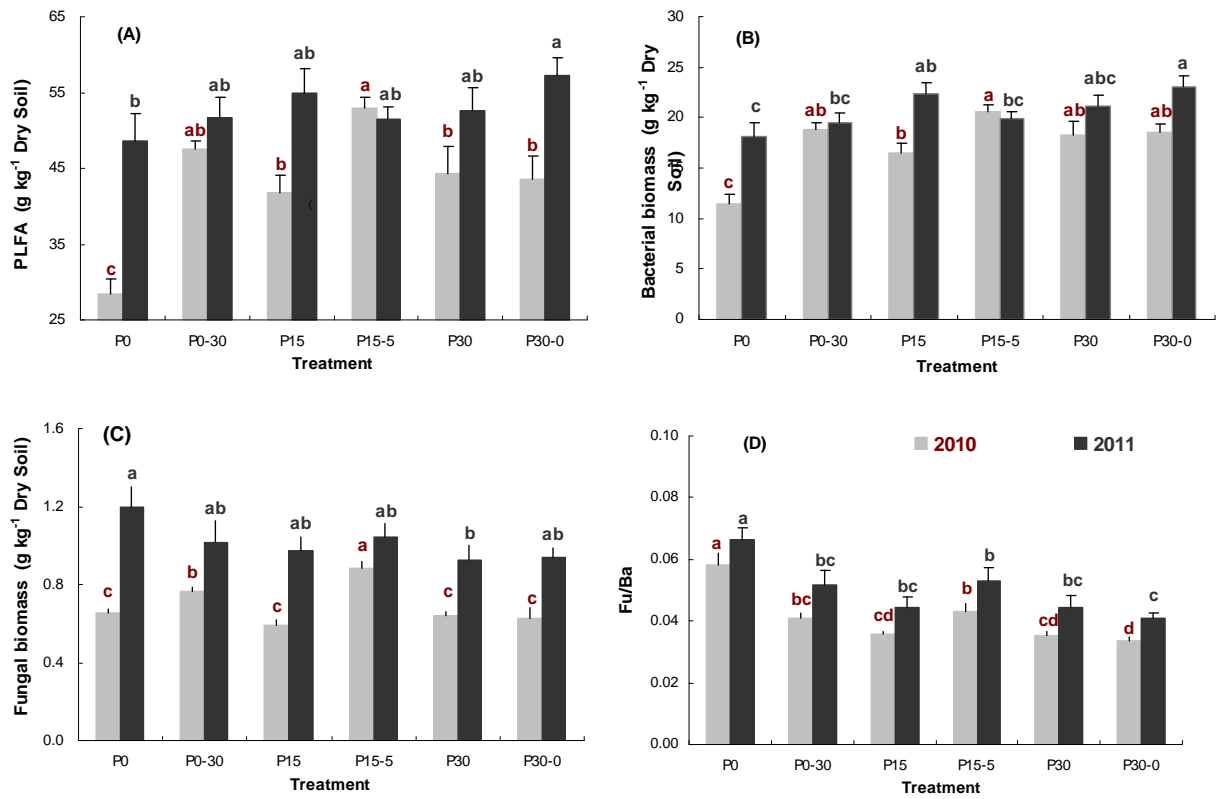 (A)
PLFA (g kg⁻¹ Dry Soil)
65
55
45
35
25
c b ab ab b ab a ab b ab b a
P0 P0-30 P15 P15-5 P30 P30-0
Treatment
(B)
Bacterial biomass (g kg⁻¹ Dry
Soil)
30
25
20
15
10
5
0
c c ab bc b ab a bc ab abc ab a
P0 P0-30 P15 P15-5 P30 P30-0
Treatment
(C)
Fungal biomass (g kg⁻¹ Dry Soil)
1.6
1.2
0.8
0.4
0.0
c a b ab c ab a ab c b c ab
P0 P0-30 P15 P15-5 P30 P30-0
Treatment
(D)
2010 2011
Fu/Ba
0.10
0.08
0.06
0.04
0.02
0.00
a a bc bc cd bc b b cd bc d c
P0 P0-30 P15 P15-5 P30 P30-0
Treatment